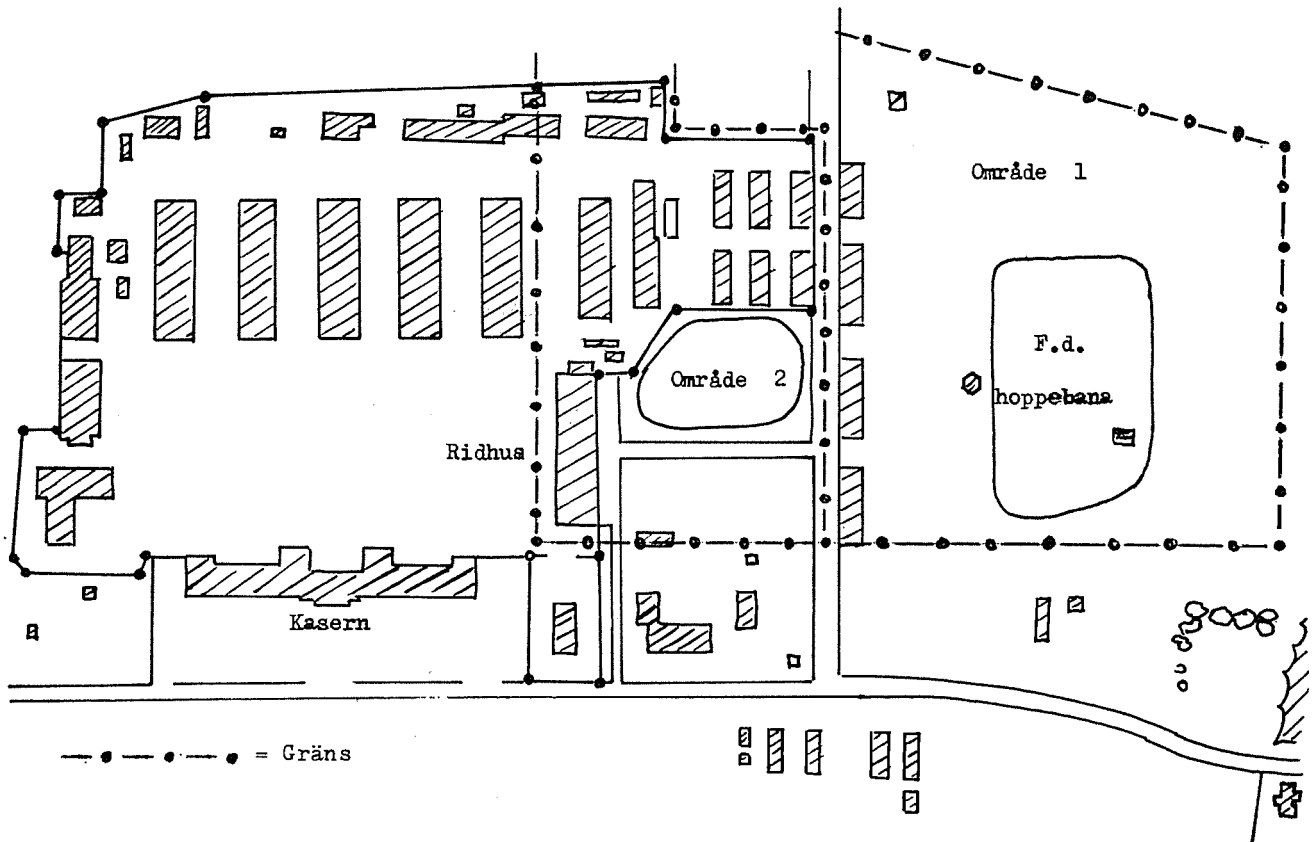 Område 1
F.d.
hoppebana
Område 2
Ridhus
Kasern
= Gräns